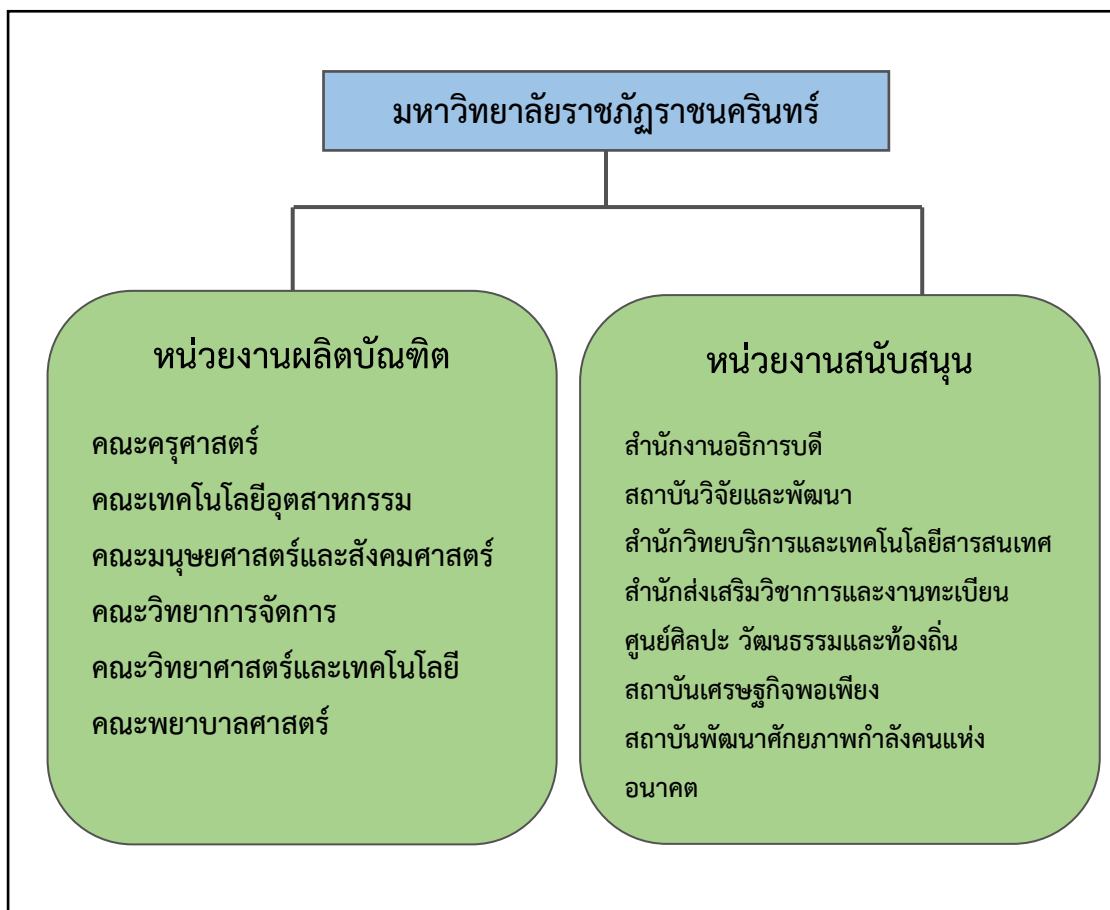 มหาวิทยาลัยราชภัฏราชนครินทร์
หน่วยงานผลิตบัณฑิต
คณะครุศาสตร์
คณะเทคโนโลยีอุตสาหกรรม
คณะมนุษยศาสตร์และสังคมศาสตร์
คณะวิทยาการจัดการ
คณะวิทยาศาสตร์และเทคโนโลยี
คณะพยาบาลศาสตร์
หน่วยงานสนับสนุน
สำนักงานอธิการบดี
สถาบันวิจัยและพัฒนา
สำนักวิทยบริการและเทคโนโลยีสารสนเทศ
สำนักส่งเสริมวิชาการและงานทะเบียน
ศูนย์ศิลปะ วัฒนธรรมและท้องถิ่น
สถาบันเศรษฐกิจพอเพียง
สถาบันพัฒนาศักยภาพกำลังคนแห่ง
อนาคต